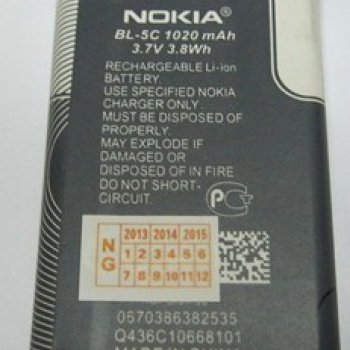 NOKIA®
BL-5C 1020 mAh
3.7V 3.8Wh
RECHARGEABLE Li-ion
BATTERY.
USE SPECIFIED NOKIA
CHARGER ONLY.
MUST BE DISPOSED OF
PROPERLY.
MAY EXPLODE IF
DAMAGED OR
DISPOSED OF IN FIRE
DO NOT SHORT-
CIRCUIT.
NG 2013 2014 2015
1 2 3 4 5 6
7 8 9 10 11 12
0570386382535
Q436C10668101